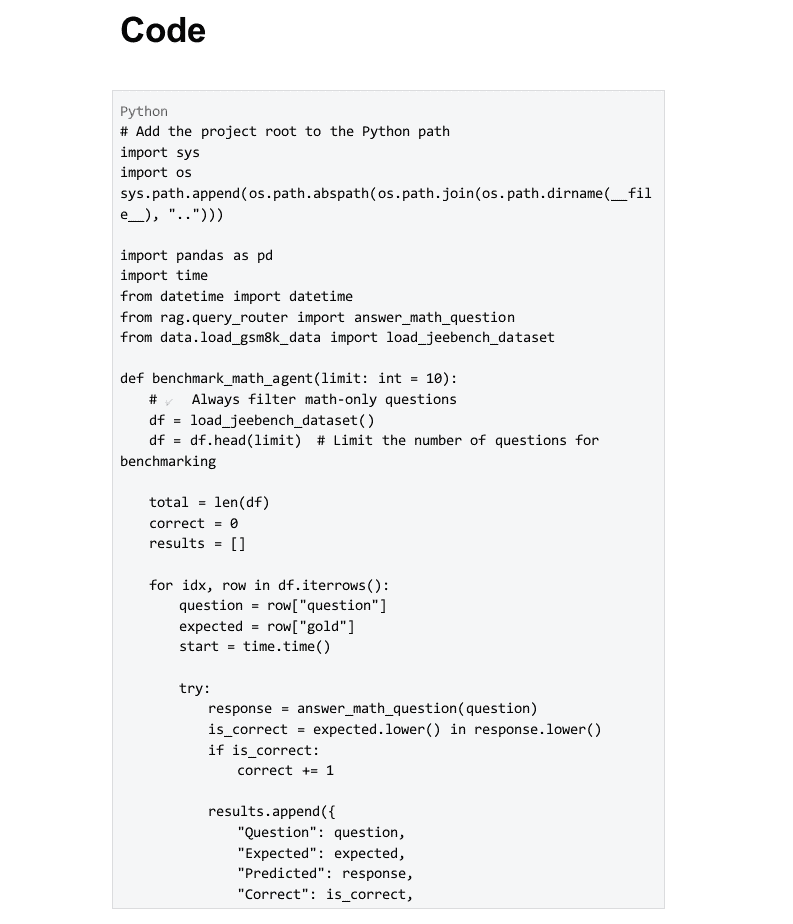 Code
Python
# Add the project root to the Python path
import sys
import os
sys.path.append(os.path.abspath(os.path.join(os.path.dirname(__fil
e__), "..")))
import pandas as pd
import time
from datetime import datetime
from rag.query_router import answer_math_question
from data.load_gsm8k_data import load_jeebench_dataset
def benchmark_math_agent(limit: int = 10):
# ✓ Always filter math-only questions
df = load_jeebench_dataset()
df = df.head(limit)  # Limit the number of questions for
benchmarking
total = len(df)
correct = 0
results = []
for idx, row in df.iterrows():
question = row["question"]
expected = row["gold"]
start = time.time()
try:
response = answer_math_question(question)
is_correct = expected.lower() in response.lower()
if is_correct:
correct += 1
results.append({
"Question": question,
"Expected": expected,
"Predicted": response,
"Correct": is_correct,